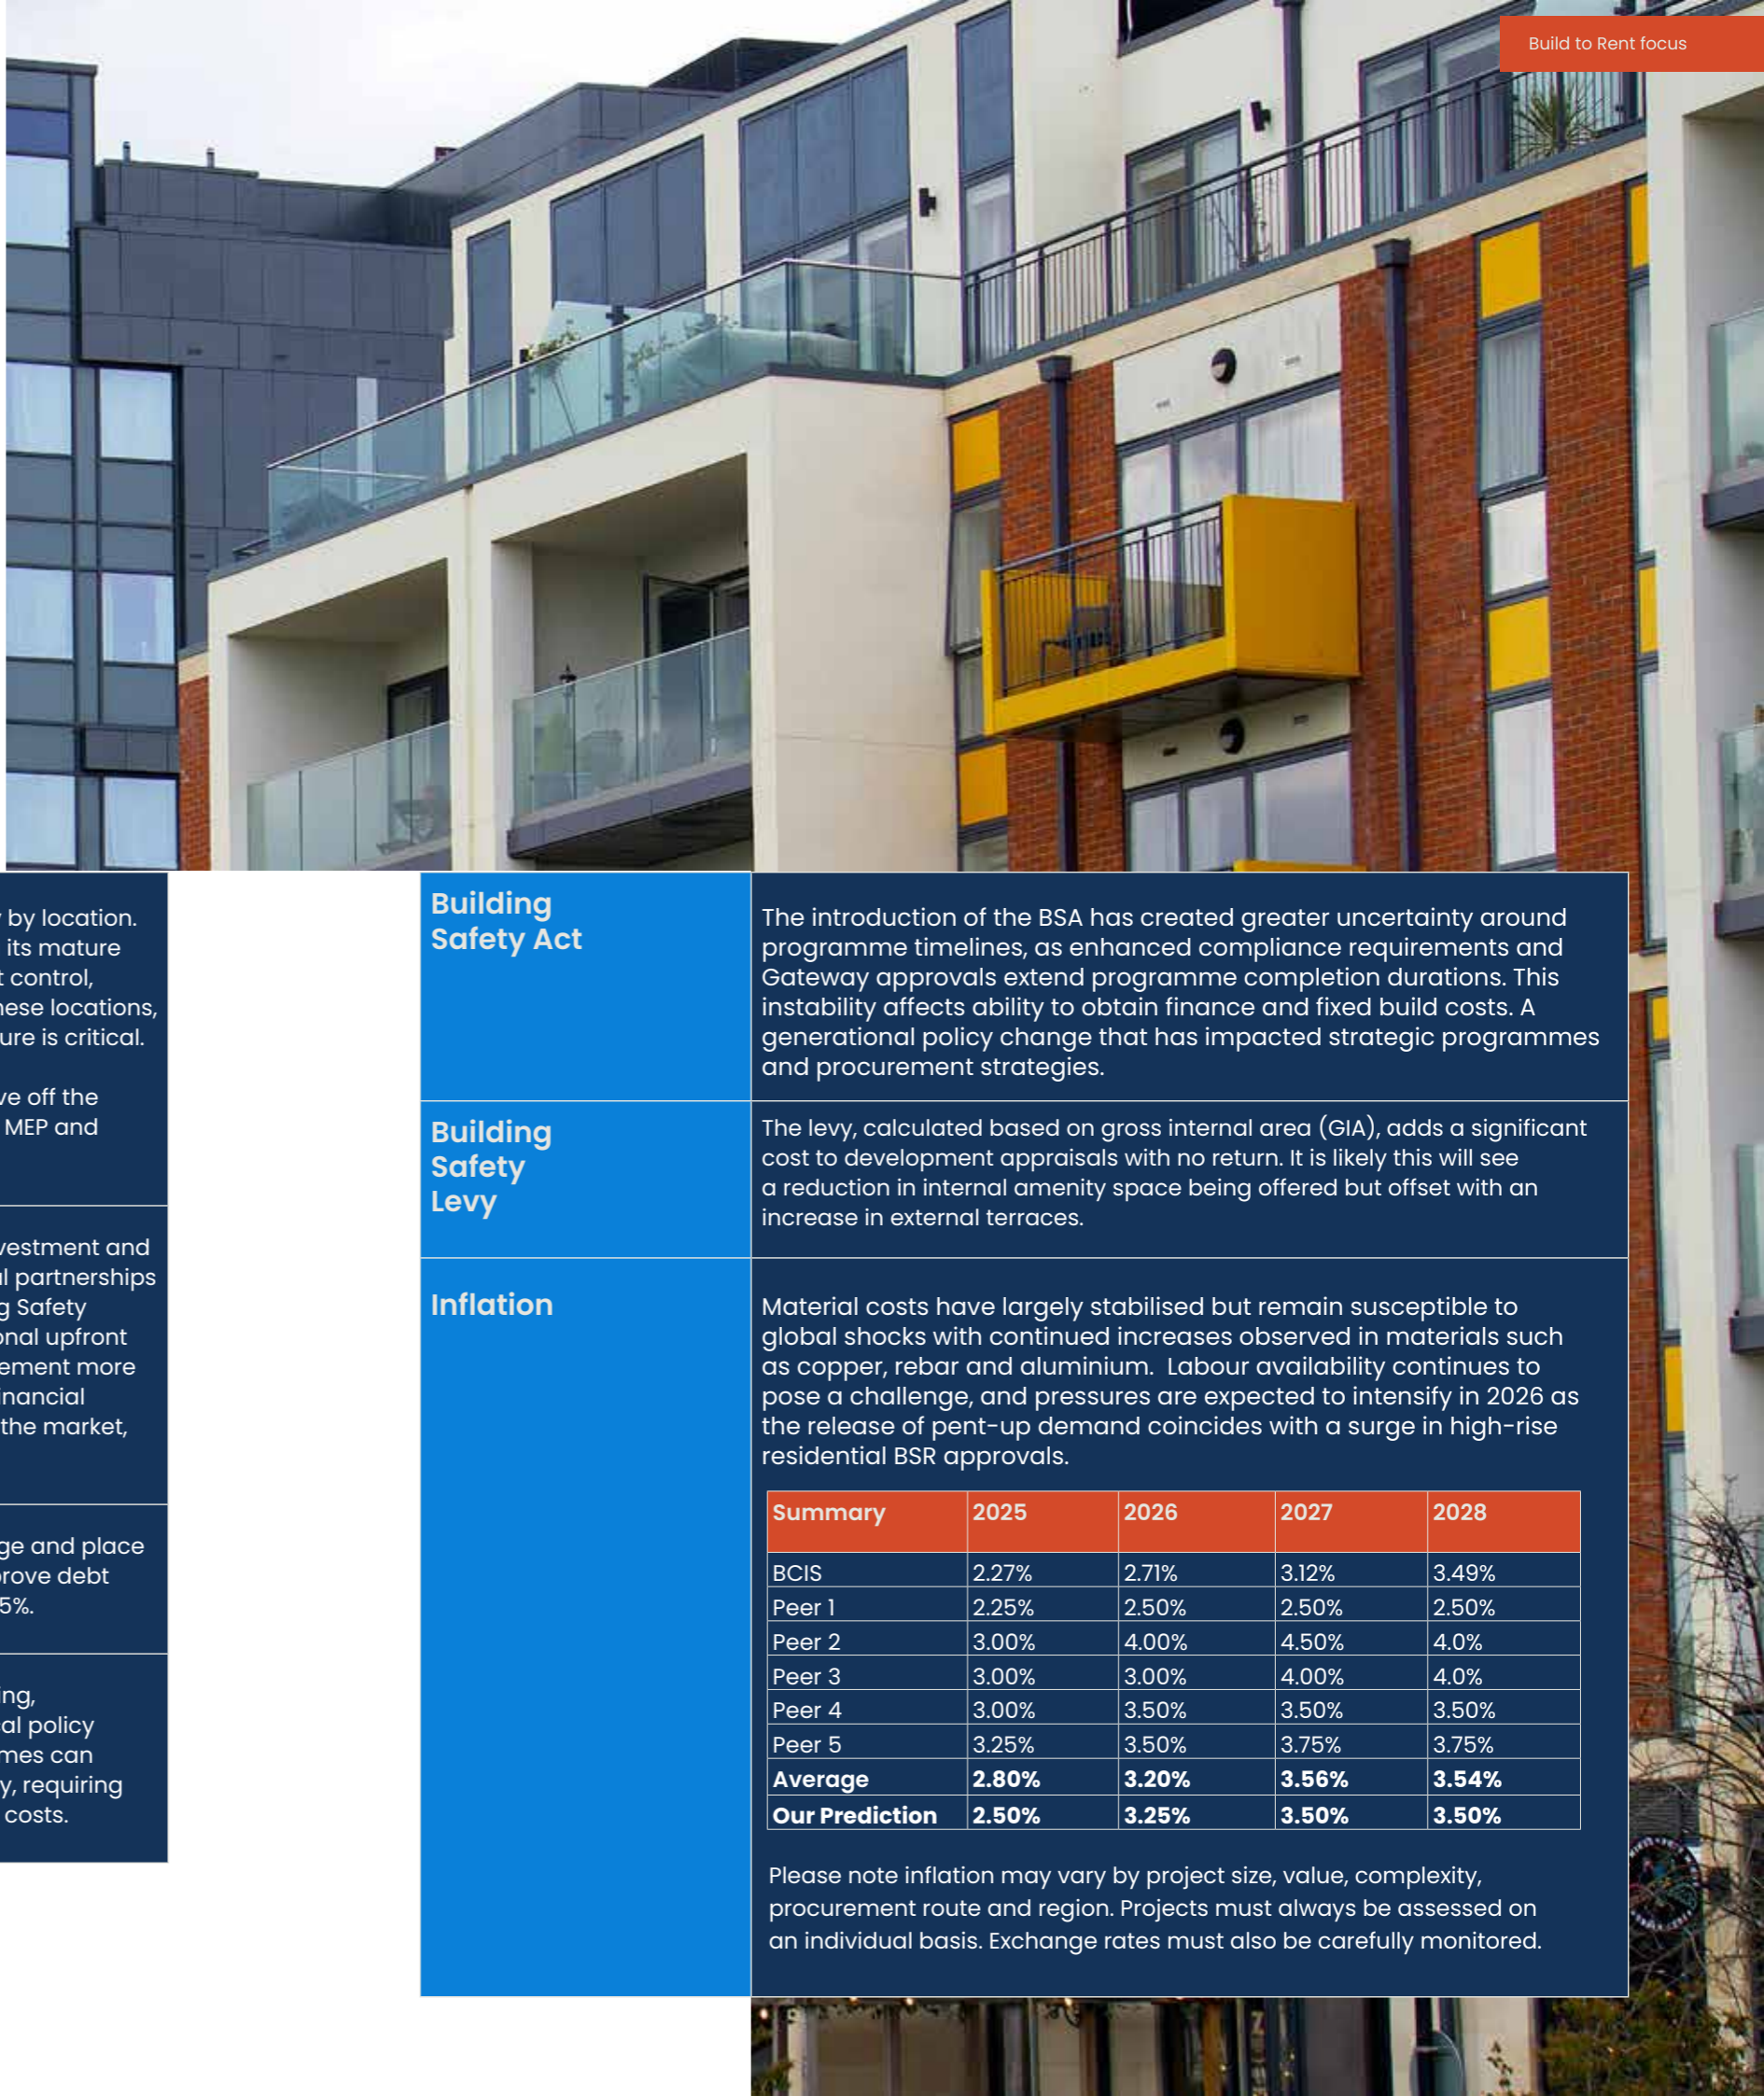 Build to Rent focus
by location.
its mature
control,
locations,
is critical.
off the
MEP and
and
partnerships
Safety
upfront
more
the market,
and place
debt
5%.
policy
can
requiring
costs.
Building
Safety Act
The introduction of the BSA has created greater uncertainty around
programme timelines, as enhanced compliance requirements and
Gateway approvals extend programme completion durations. This
instability affects ability to obtain finance and fixed build costs. A
generational policy change that has impacted strategic programmes
and procurement strategies.
Building
Safety
Levy
The levy, calculated based on gross internal area (GIA), adds a significant
cost to development appraisals with no return. It is likely this will see
a reduction in internal amenity space being offered but offset with an
increase in external terraces.
Inflation
Material costs have largely stabilised but remain susceptible to
global shocks with continued increases observed in materials such
as copper, rebar and aluminium.  Labour availability continues to
pose a challenge, and pressures are expected to intensify in 2026 as
the release of pent-up demand coincides with a surge in high-rise
residential BSR approvals.
Summary 2025 2026 2027 2028
BCIS 2.27% 2.71% 3.12% 3.49%
Peer 1 2.25% 2.50% 2.50% 2.50%
Peer 2 3.00% 4.00% 4.50% 4.0%
Peer 3 3.00% 3.00% 4.00% 4.0%
Peer 4 3.00% 3.50% 3.50% 3.50%
Peer 5 3.25% 3.50% 3.75% 3.75%
Average 2.80% 3.20% 3.56% 3.54%
Our Prediction 2.50% 3.25% 3.50% 3.50%
Please note inflation may vary by project size, value, complexity,
procurement route and region. Projects must always be assessed on
an individual basis. Exchange rates must also be carefully monitored.